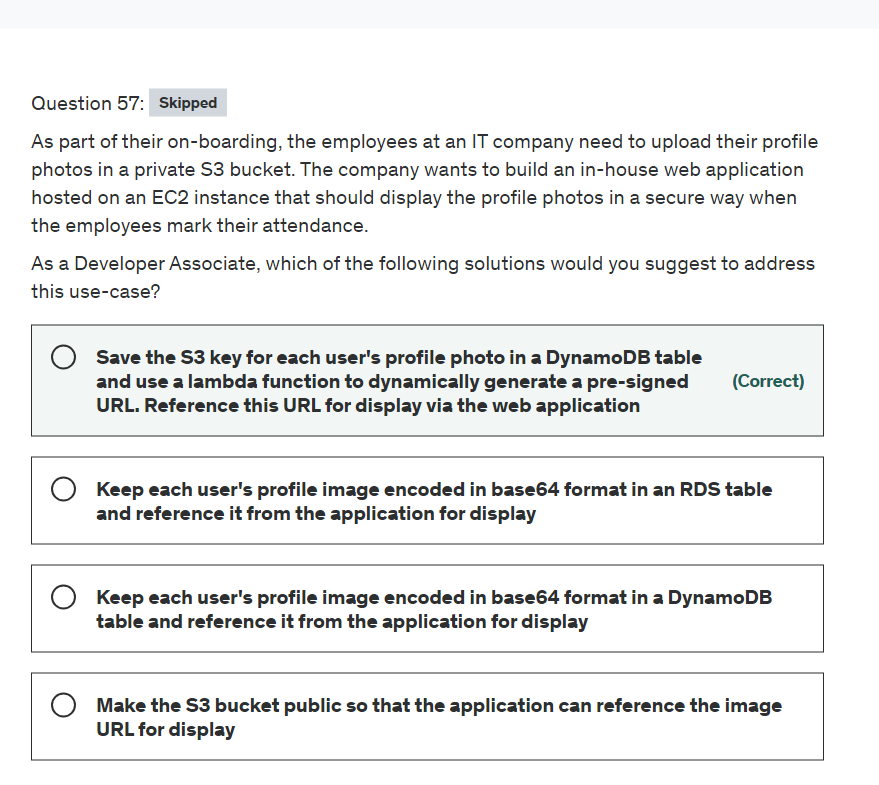 Question 57: Skipped
As part of their on-boarding, the employees at an IT company need to upload their profile
photos in a private S3 bucket. The company wants to build an in-house web application
hosted on an EC2 instance that should display the profile photos in a secure way when
the employees mark their attendance.
As a Developer Associate, which of the following solutions would you suggest to address
this use-case?
Save the S3 key for each user's profile photo in a DynamoDB table
and use a lambda function to dynamically generate a pre-signed
URL. Reference this URL for display via the web application
(Correct)
Keep each user's profile image encoded in base64 format in an RDS table
and reference it from the application for display
Keep each user's profile image encoded in base64 format in a DynamoDB
table and reference it from the application for display
Make the S3 bucket public so that the application can reference the image
URL for display